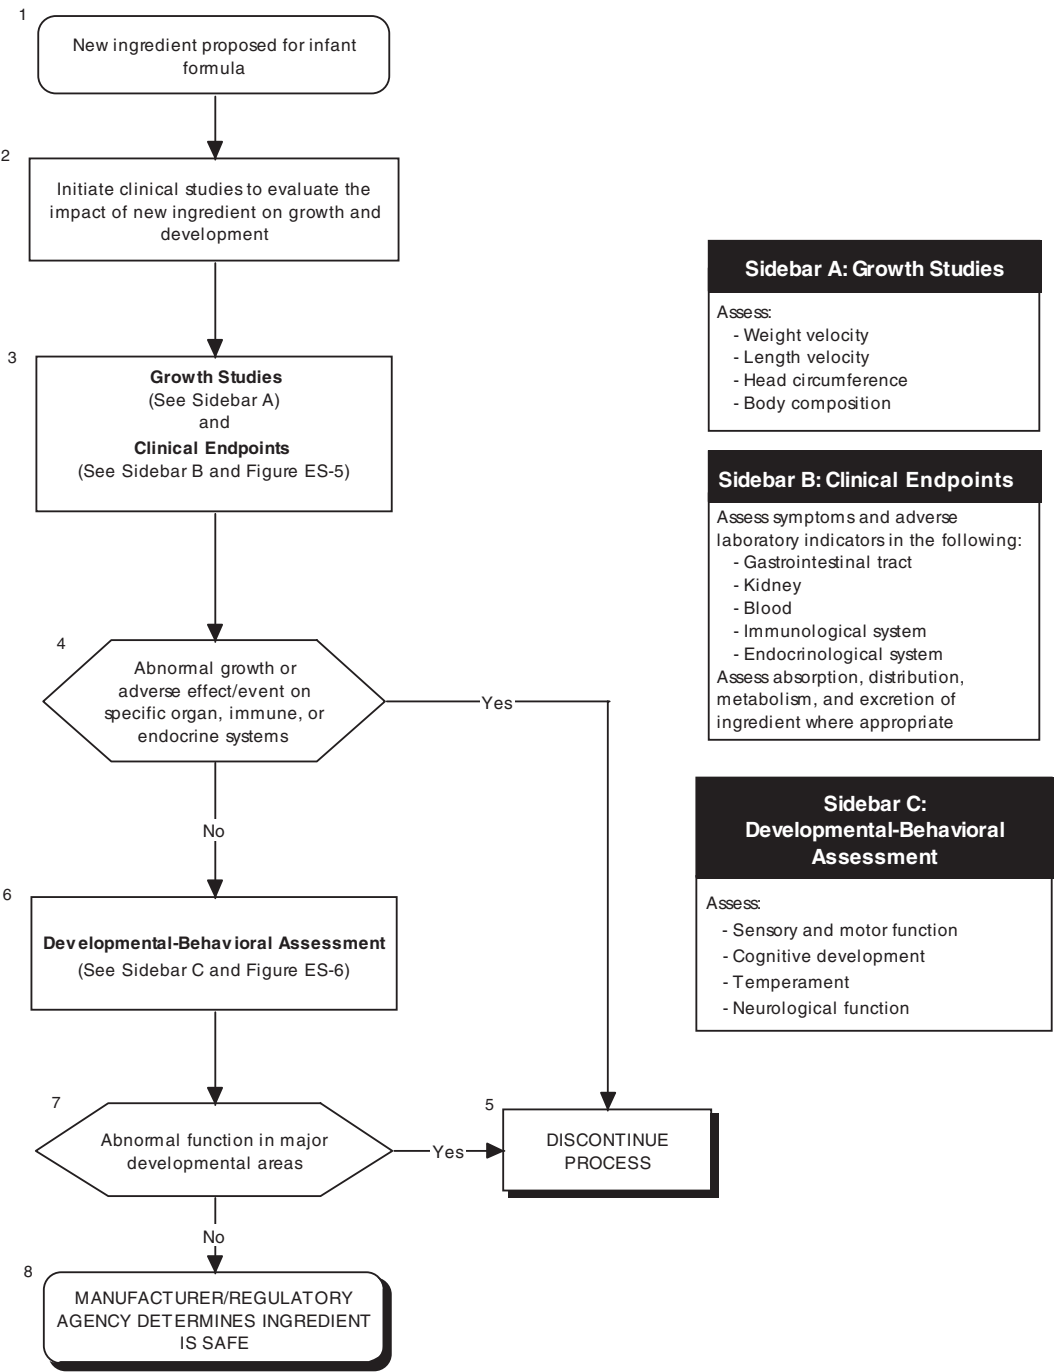 1
New ingredient proposed for infant
formula
2
Initiate clinical studies to evaluate the
impact of new ingredient on growth and
development
3
Growth Studies
(See Sidebar A)
and
Clinical Endpoints
(See Sidebar B and Figure ES-5)
4
Abnormal growth or
adverse effect/event on
specific organ, immune, or
endocrine systems
Yes
No
6
Developmental-Behavioral Assessment
(See Sidebar C and Figure ES-6)
7
Abnormal function in major
developmental areas
Yes
5
DISCONTINUE
PROCESS
No
8
MANUFACTURER/REGULATORY
AGENCY DETERMINES INGREDIENT
IS SAFE
Sidebar A: Growth Studies
Assess:
- Weight velocity
- Length velocity
- Head circumference
- Body composition
Sidebar B: Clinical Endpoints
Assess symptoms and adverse
laboratory indicators in the following:
- Gastrointestinal tract
- Kidney
- Blood
- Immunological system
- Endocrinological system
Assess absorption, distribution,
metabolism, and excretion of
ingredient where appropriate
Sidebar C:
Developmental-Behavioral
Assessment
Assess:
- Sensory and motor function
- Cognitive development
- Temperament
- Neurological function